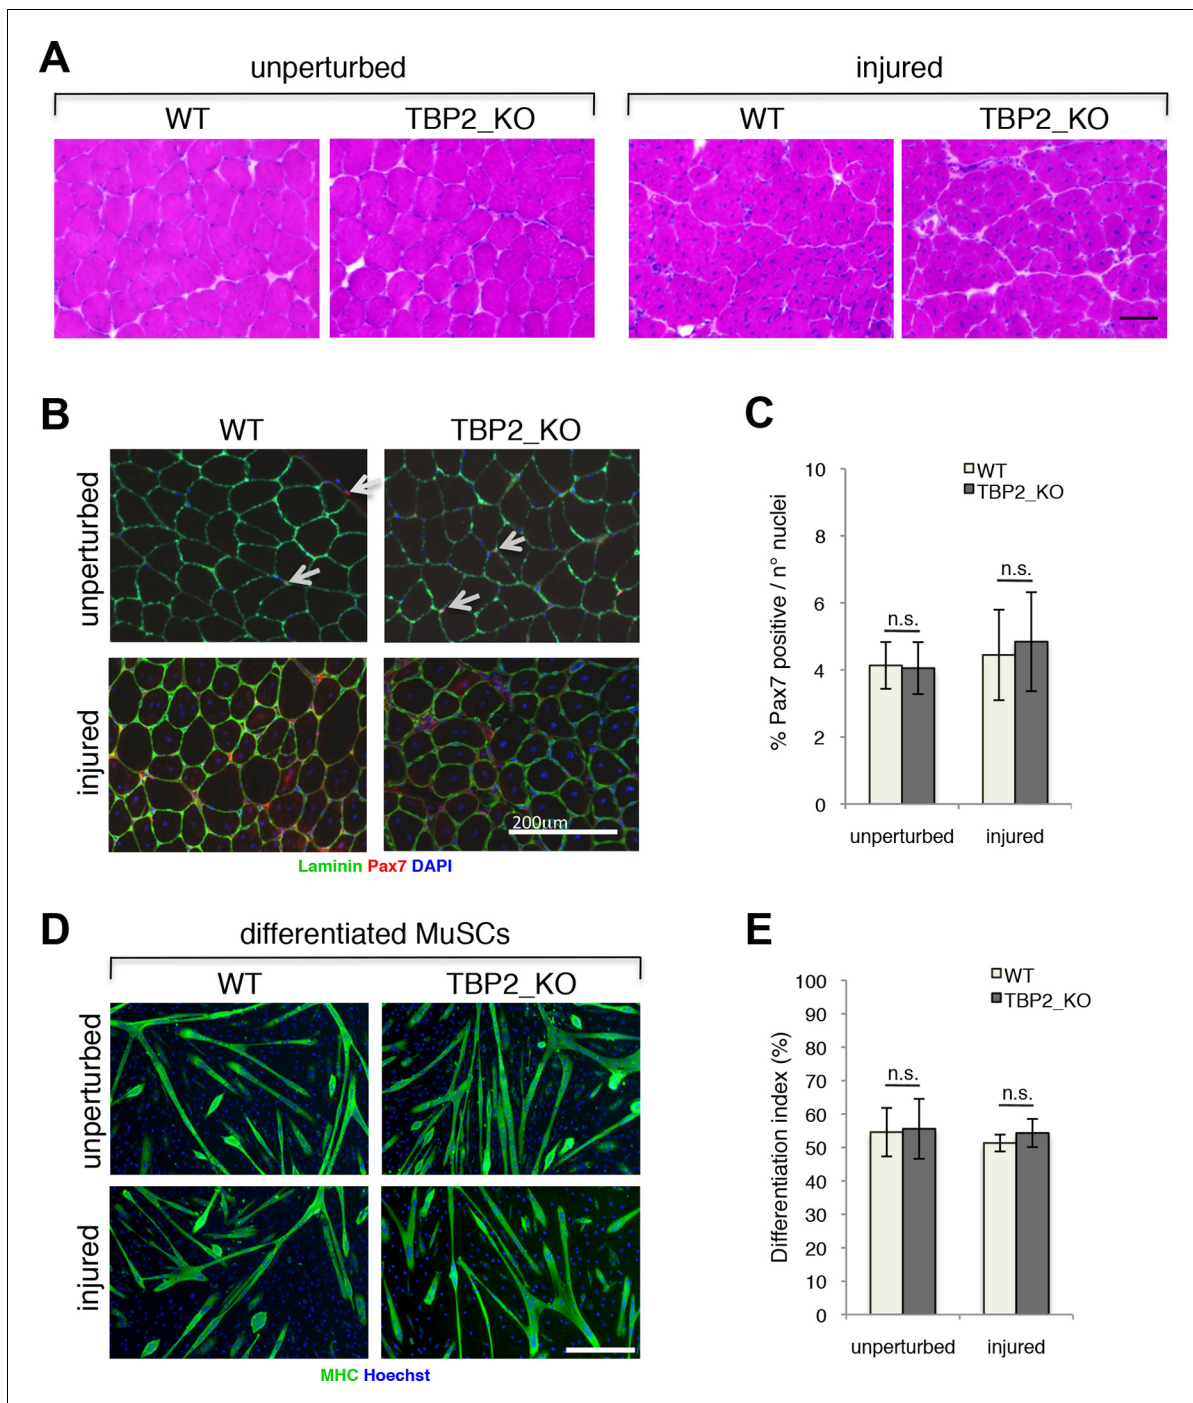 A
unperturbed
injured
WT
TBP2_KO
WT
TBP2_KO
B
WT
TBP2_KO
unperturbed
injured
200µm
Laminin Pax7 DAPI
C
WT
TBP2_KO
% Pax7 positive / n° nuclei
10
8
6
4
2
0
n.s.
n.s.
unperturbed
injured
D
differentiated MuSCs
WT
TBP2_KO
unperturbed
injured
MHC Hoechst
E
WT
TBP2_KO
Differentiation index (%)
100
90
80
70
60
50
40
30
20
10
0
n.s.
n.s.
unperturbed
injured